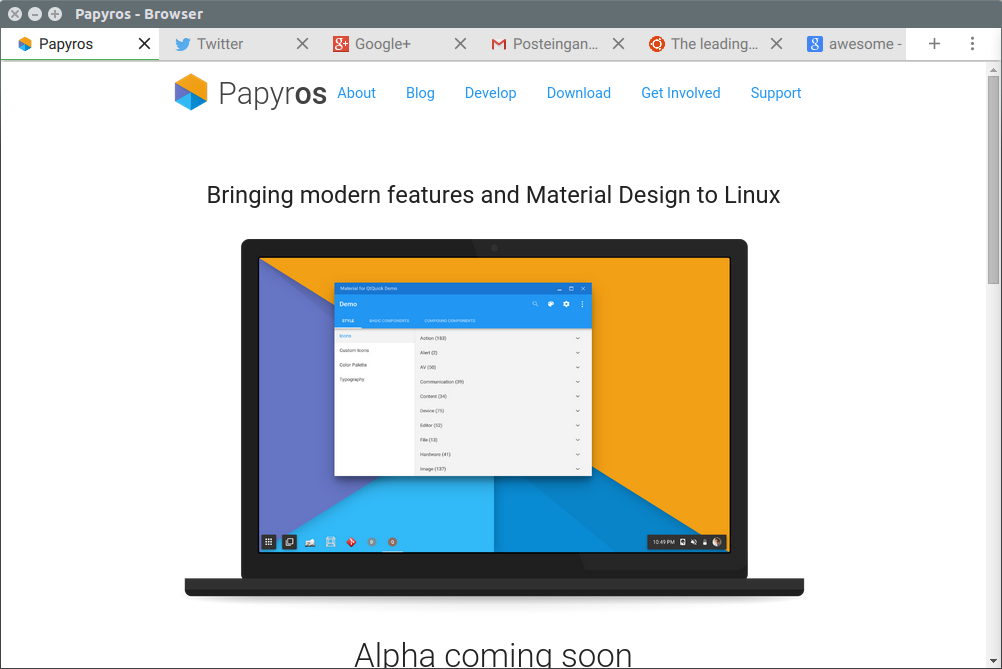 Papyros - Browser
Papyros Twitter Google+ Posteingan... The leading... awesome -
Papyros About Blog Develop Download Get Involved Support
Bringing modern features and Material Design to Linux
Material for QtQuick Demo
Demo
STYLE BASIC COMPONENTS COMPOUND COMPONENTS
Icons
Action (183)
Custom Icons
Alert (2)
Color Palette
AV (50)
Typography
Communication (39)
Content (34)
Device (75)
Editor (52)
File (13)
Hardware (41)
Image (137)
10:49 PM
Alpha coming soon